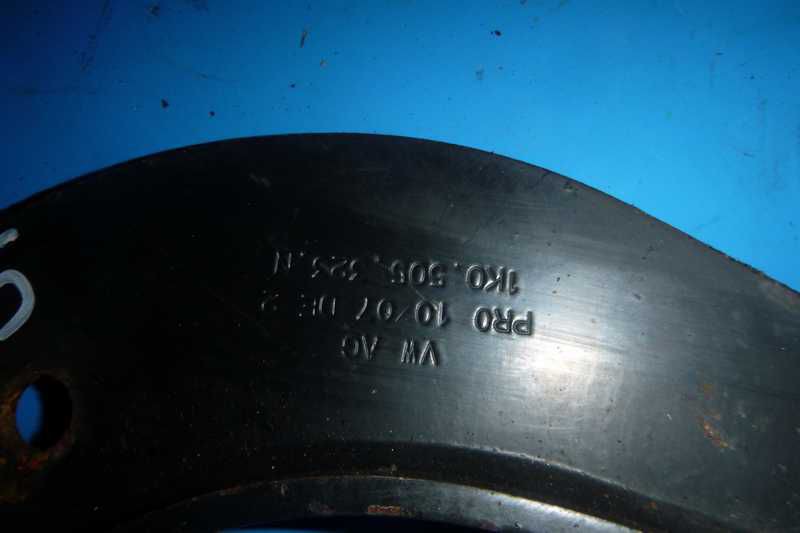 VW AG
PRO 10/07 DE 2
1K0.505.323.N